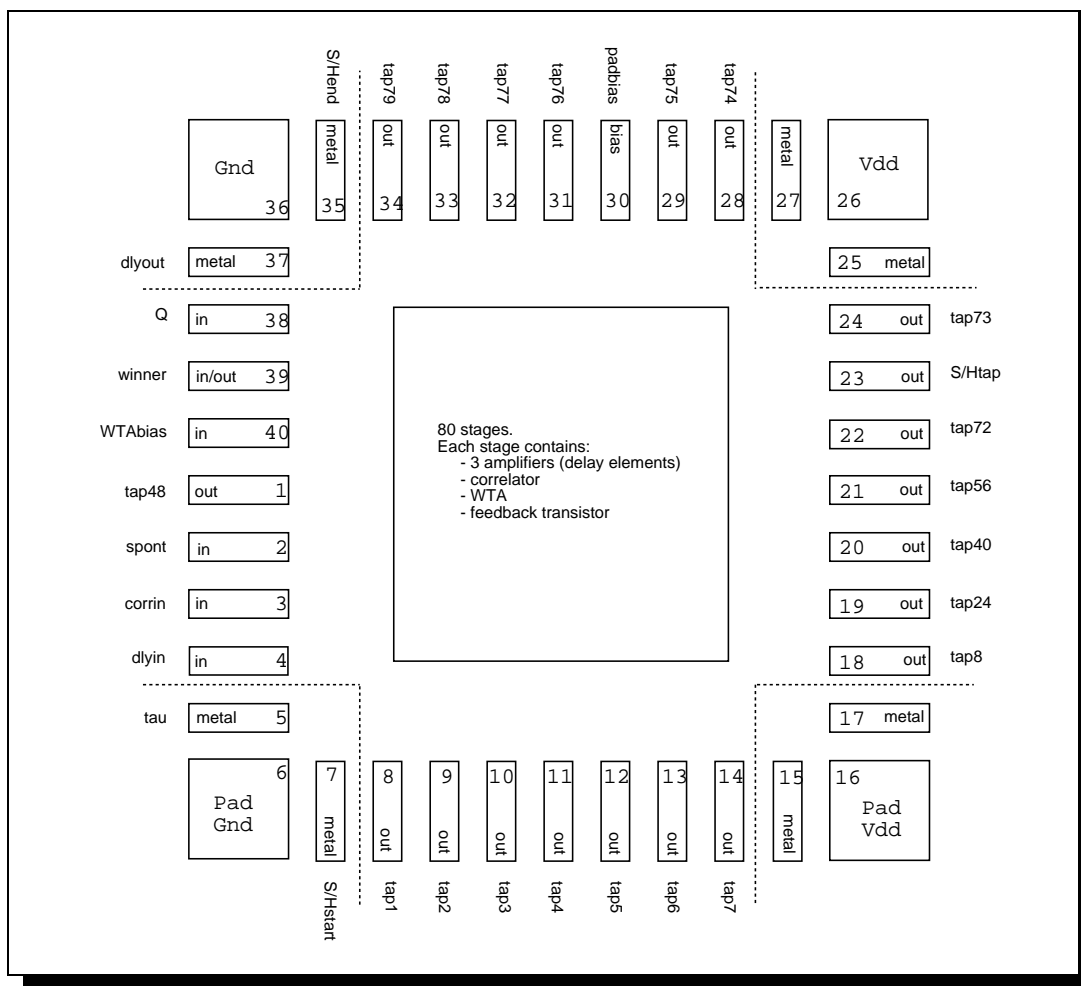 S/Hend tap79 tap78 tap77 tap76 padbias tap75 tap74
metal out out out out bias out out metal
Gnd
Vdd
36 35 34 33 32 31 30 29 28 27 26
dlyout metal 37
25 metal
Q in 38
24 out tap73
winner in/out 39
23 out S/Htap
WTAbias in 40
22 out tap72
tap48 out 1
21 out tap56
spont in 2
20 out tap40
corrin in 3
19 out tap24
dlyin in 4
18 out tap8
80 stages.
Each stage contains:
- 3 amplifiers (delay elements)
- correlator
- WTA
- feedback transistor
tau metal 5
17 metal
6 7 8 9 10 11 12 13 14 15 16
Pad
Gnd
Pad
Vdd
metal out out out out out out out metal
S/Hstart tap1 tap2 tap3 tap4 tap5 tap6 tap7